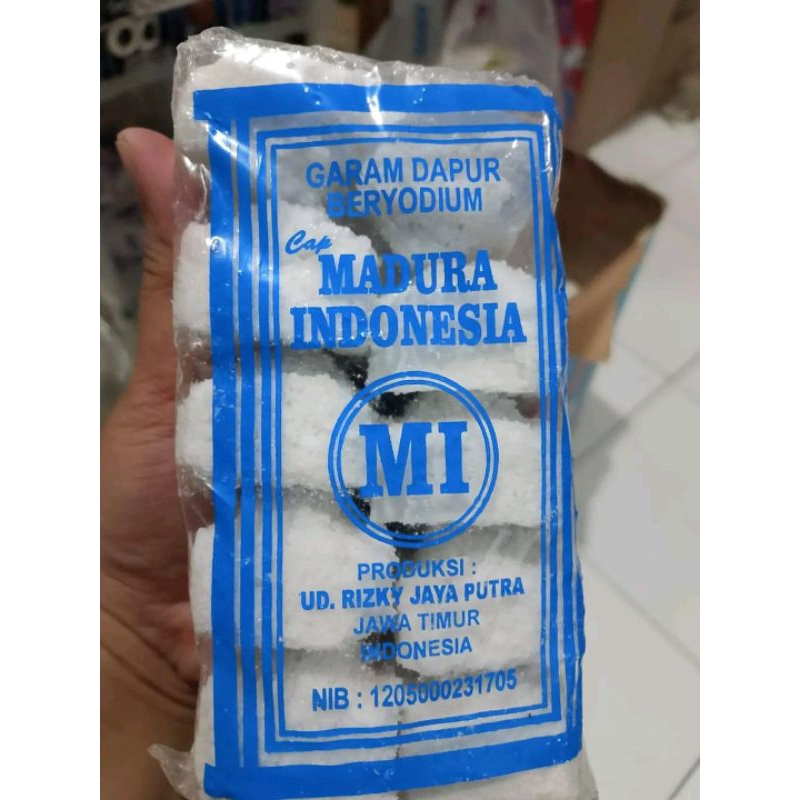 GARAM DAPUR
BERYODIUM
Cap
MADURA
INDONESIA
MI
PRODUKSI :
UD. RIZKY JAYA PUTRA
JAWA TIMUR
INDONESIA
NIB : 1205000231705